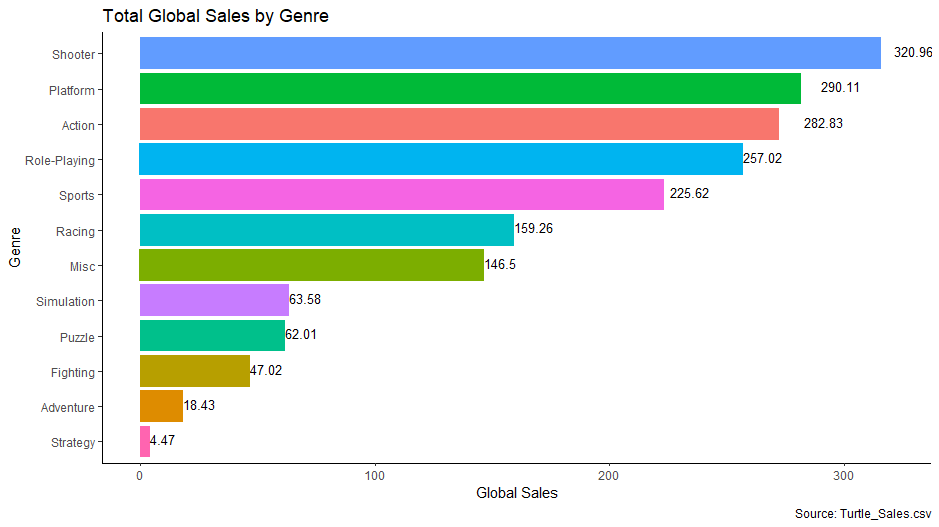 Total Global Sales by Genre
Genre
Shooter 320.96
Platform 290.11
Action 282.83
Role-Playing 257.02
Sports 225.62
Racing 159.26
Misc 146.5
Simulation 63.58
Puzzle 62.01
Fighting 47.02
Adventure 18.43
Strategy 4.47
0 100 200 300
Global Sales
Source: Turtle_Sales.csv